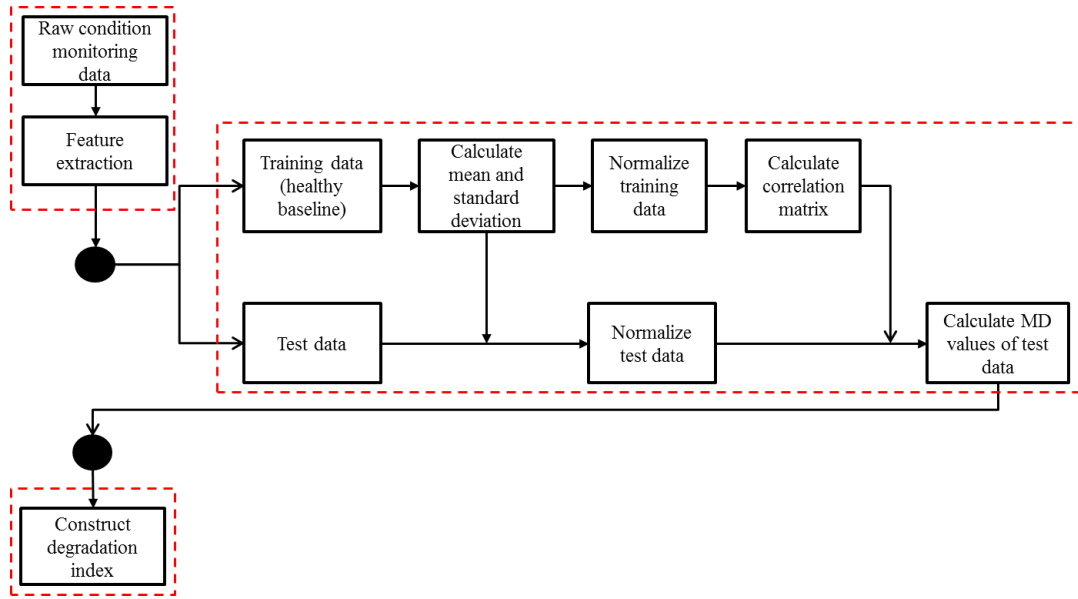 Raw condition
monitoring
data
Feature
extraction
Training data
(healthy
baseline)
Calculate
mean and
standard
deviation
Normalize
training
data
Calculate
correlation
matrix
Test data
Normalize
test data
Calculate MD
values of test
data
Construct
degradation
index